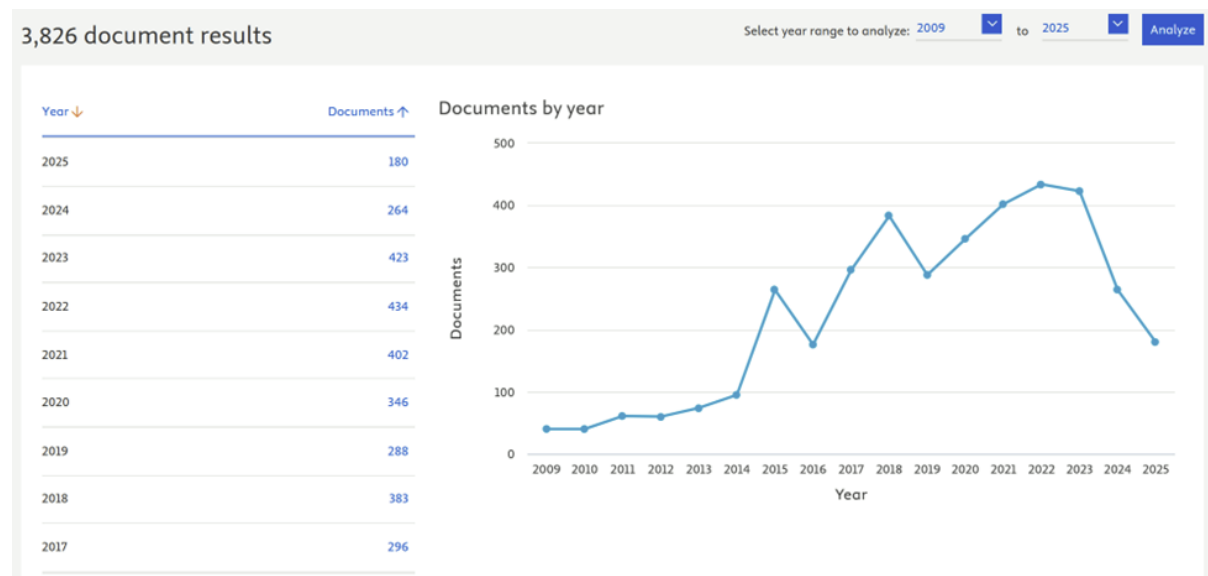 3,826 document results
Select year range to analyze: 2009 to 2025 Analyze
Year Documents
2025 180
2024 264
2023 423
2022 434
2021 402
2020 346
2019 288
2018 383
2017 296
Documents by year
500
400
300
200
100
0
Documents
2009 2010 2011 2012 2013 2014 2015 2016 2017 2018 2019 2020 2021 2022 2023 2024 2025
Year